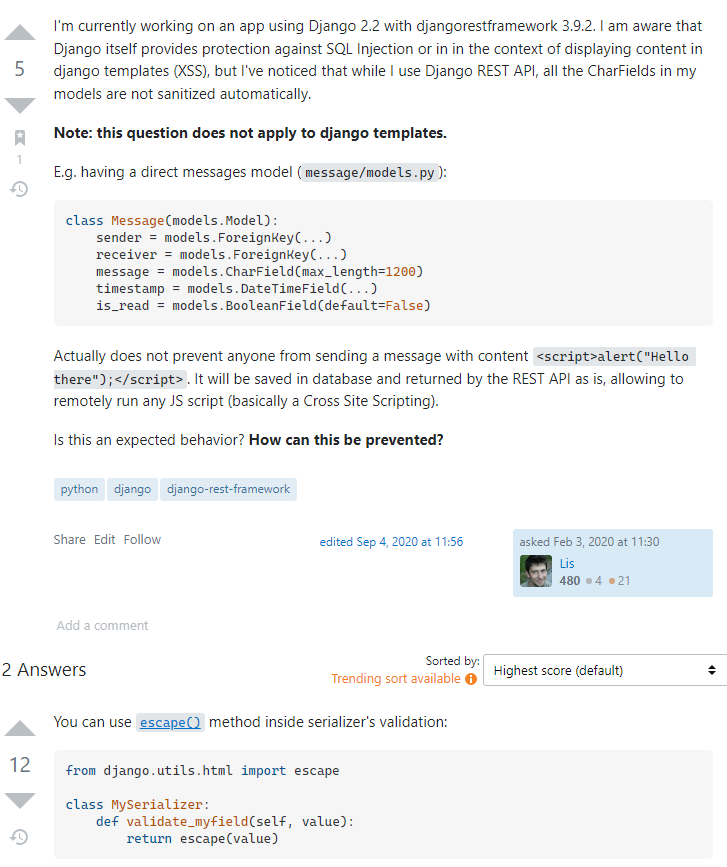 I'm currently working on an app using Django 2.2 with djangorestframework 3.9.2. I am aware that
Django itself provides protection against SQL Injection or in in the context of displaying content in
django templates (XSS), but I've noticed that while I use Django REST API, all the CharFields in my
models are not sanitized automatically.
5
1
Note: this question does not apply to django templates.
E.g. having a direct messages model (message/models.py):
class Message(models.Model):
    sender = models.ForeignKey(...)
    receiver = models.ForeignKey(...)
    message = models.CharField(max_length=1200)
    timestamp = models.DateTimeField(...)
    is_read = models.BooleanField(default=False)
Actually does not prevent anyone from sending a message with content <script>alert("Hello
there");</script>. It will be saved in database and returned by the REST API as is, allowing to
remotely run any JS script (basically a Cross Site Scripting).
Is this an expected behavior? How can this be prevented?
python django django-rest-framework
Share Edit Follow
edited Sep 4, 2020 at 11:56
asked Feb 3, 2020 at 11:30
Lis
480 4 21
Add a comment
2 Answers
Sorted by:
Trending sort available i
Highest score (default)
You can use escape() method inside serializer's validation:
12
from django.utils.html import escape
class MySerializer:
    def validate_myfield(self, value):
        return escape(value)